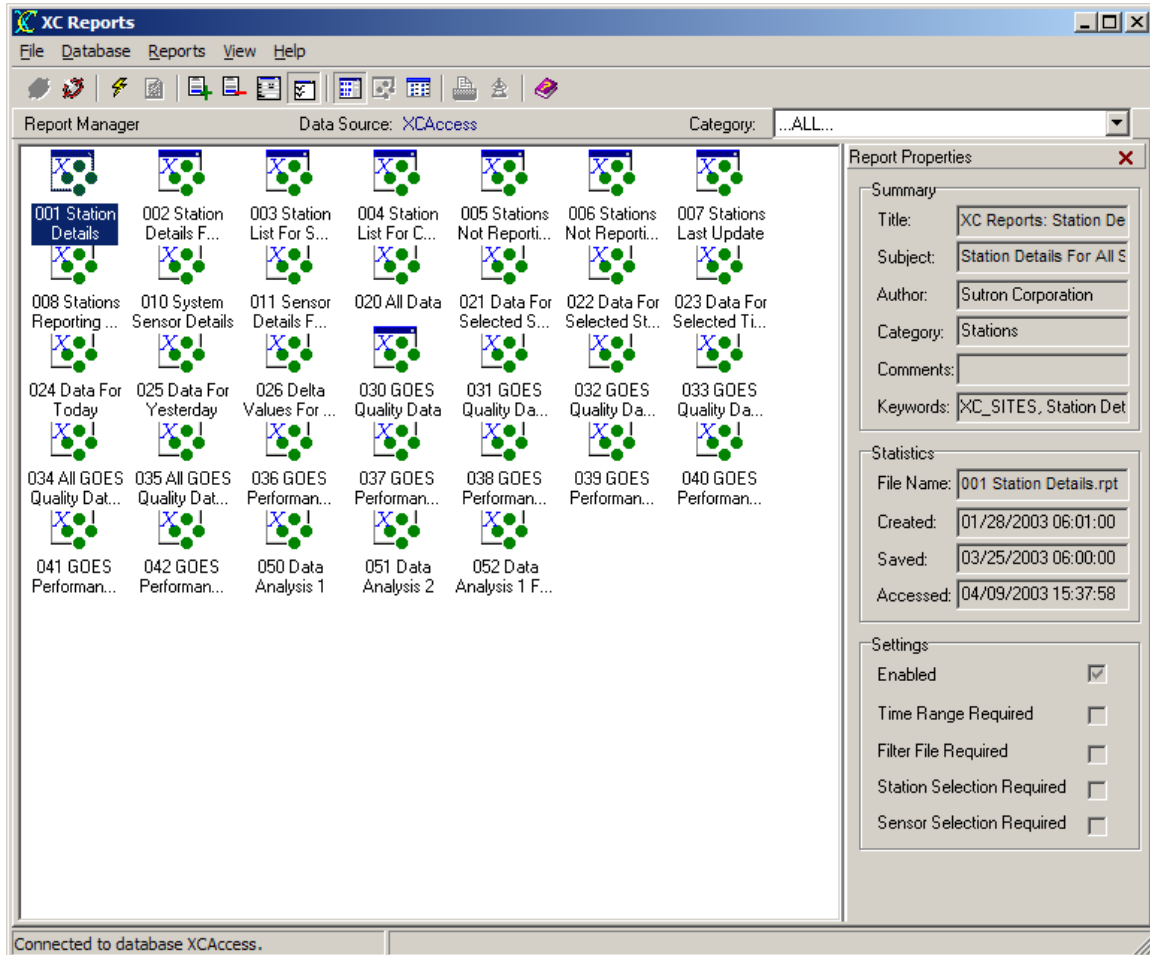 XC Reports
File Database Reports View Help
Report Manager Data Source: XCAccess Category: ...ALL...
001 Station Details
002 Station Details F...
003 Station List For S...
004 Station List For C...
005 Stations Not Reporti...
006 Stations Not Reporti...
007 Stations Last Update
008 Stations Reporting ...
010 System Sensor Details
011 Sensor Details F...
020 All Data
021 Data For Selected S...
022 Data For Selected St...
023 Data For Selected Ti...
024 Data For Today
025 Data For Yesterday
026 Delta Values For ...
030 GOES Quality Data
031 GOES Quality Da...
032 GOES Quality Da...
033 GOES Quality Da...
034 All GOES Quality Dat...
035 All GOES Quality Dat...
036 GOES Performan...
037 GOES Performan...
038 GOES Performan...
039 GOES Performan...
040 GOES Performan...
041 GOES Performan...
042 GOES Performan...
050 Data Analysis 1
051 Data Analysis 2
052 Data Analysis 1 F...
Report Properties
Summary
Title: XC Reports: Station De
Subject: Station Details For All S
Author: Sutron Corporation
Category: Stations
Comments:
Keywords: XC_SITES, Station Det
Statistics
File Name: 001 Station Details.rpt
Created: 01/28/2003 06:01:00
Saved: 03/25/2003 06:00:00
Accessed: 04/09/2003 15:37:58
Settings
Enabled
Time Range Required
Filter File Required
Station Selection Required
Sensor Selection Required
Connected to database XCAccess.